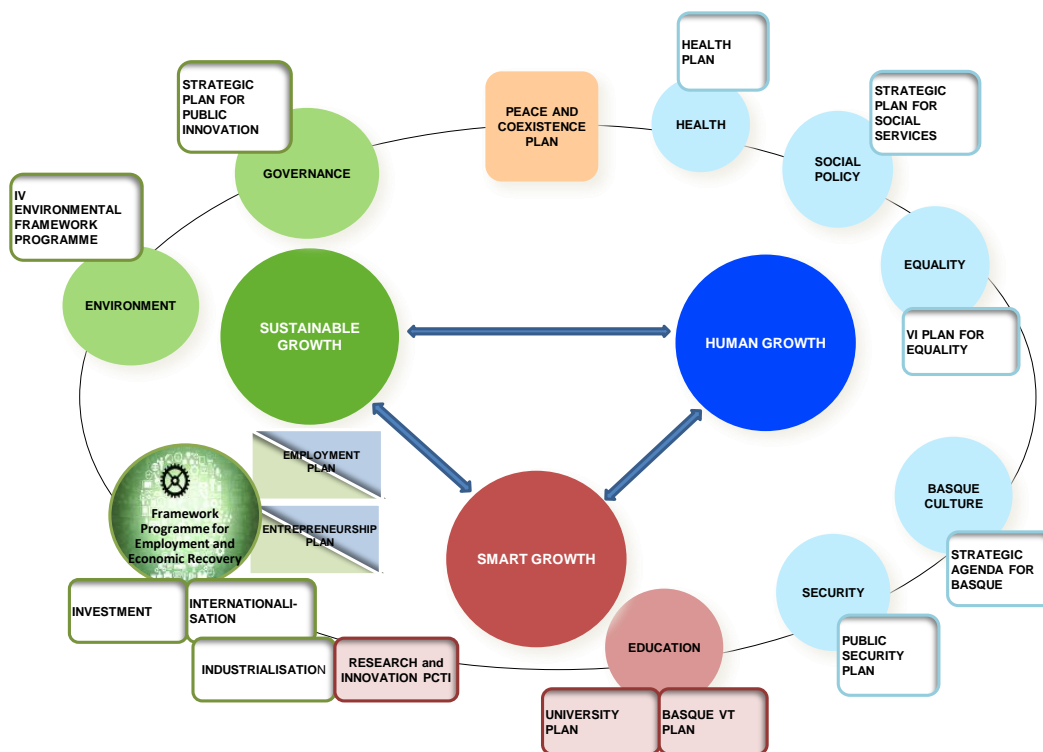 HEALTH
PLAN
STRATEGIC
PLAN FOR
PUBLIC
INNOVATION
PEACE AND
COEXISTENCE
PLAN
HEALTH
STRATEGIC
PLAN FOR
SOCIAL
SERVICES
GOVERNANCE
SOCIAL
POLICY
IV
ENVIRONMENTAL
FRAMEWORK
PROGRAMME
EQUALITY
ENVIRONMENT
SUSTAINABLE
GROWTH
HUMAN GROWTH
VI PLAN FOR
EQUALITY
EMPLOYMENT
PLAN
BASQUE
CULTURE
Framework
Programme for
Employment and
Economic Recovery
ENTREPRENEURSHIP
PLAN
SMART GROWTH
STRATEGIC
AGENDA FOR
BASQUE
SECURITY
INVESTMENT
INTERNATIONALI-
SATION
EDUCATION
PUBLIC
SECURITY
PLAN
INDUSTRIALISATION
RESEARCH and
INNOVATION PCTI
UNIVERSITY
PLAN
BASQUE VT
PLAN